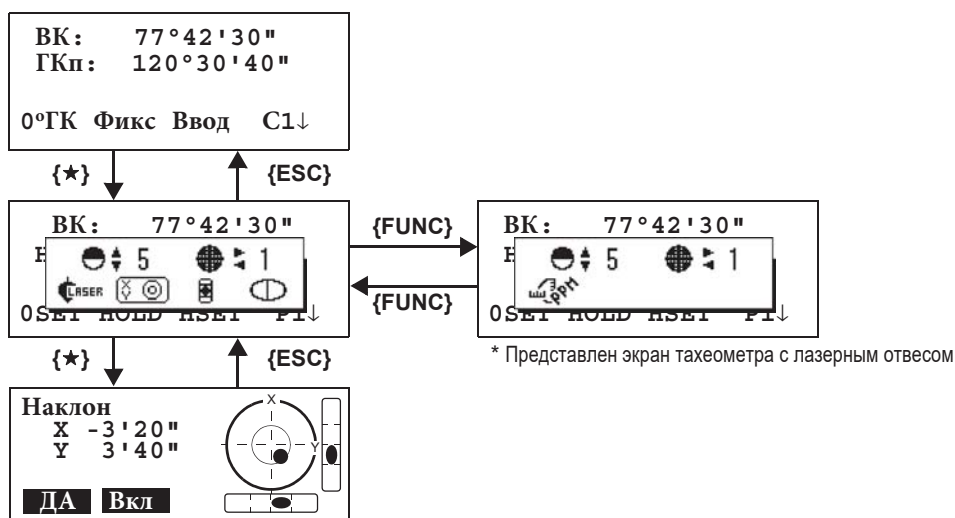 ВК: 77°42'30"
ГКп: 120°30'40"
0°ГК Фикс Ввод С1↓
{★} {ESC}
ВК: 77°42'30"
5 1
LASER X Y
0SET HOLD HSET P1↓
{FUNC}
{FUNC}
ВК: 77°42'30"
5 1
PPM
0SET HOLD HSET P1↓
* Представлен экран тахеометра с лазерным отвесом
{★} {ESC}
Наклон
X -3'20"
Y 3'40"
X
Y
ДА Вкл